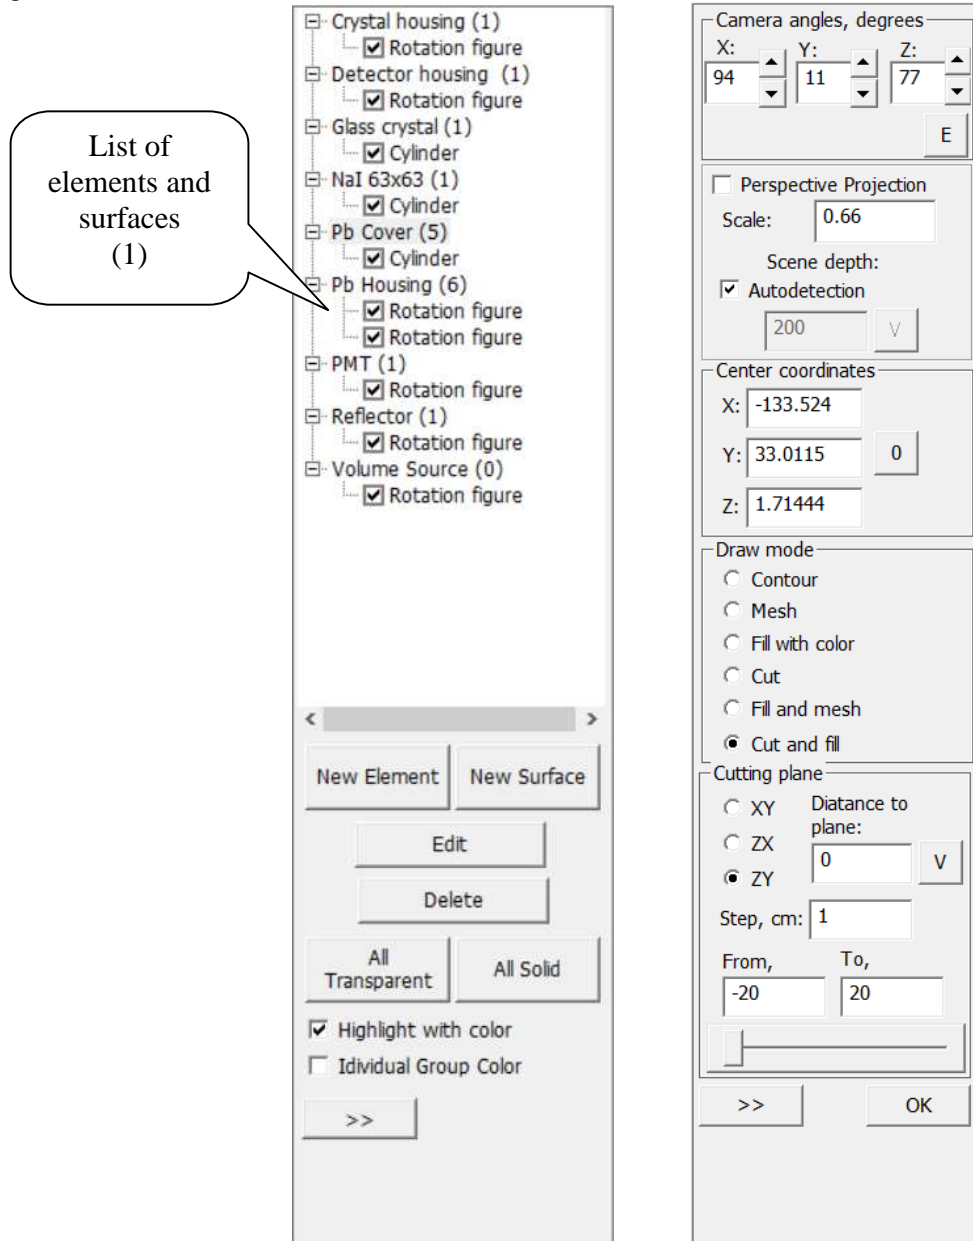 List of
elements and
surfaces
(1)
Crystal housing (1)
Rotation figure
Detector housing (1)
Rotation figure
Glass crystal (1)
Cylinder
NaI 63x63 (1)
Cylinder
Pb Cover (5)
Cylinder
Pb Housing (6)
Rotation figure
Rotation figure
PMT (1)
Rotation figure
Reflector (1)
Rotation figure
Volume Source (0)
Rotation figure
< >
New Element New Surface
Edit
Delete
All
Transparent
All Solid
Highlight with color
Idividual Group Color
>>
Camera angles, degrees
X: Y: Z:
94 11 77
E
Perspective Projection
Scale: 0.66
Scene depth:
Autodetection
200 V
Center coordinates
X: -133.524
Y: 33.0115 0
Z: 1.71444
Draw mode
Contour
Mesh
Fill with color
Cut
Fill and mesh
Cut and fill
Cutting plane
XY
ZX
ZY
Diatance to
plane:
0 V
Step, cm: 1
From, To,
-20 20
>> OK